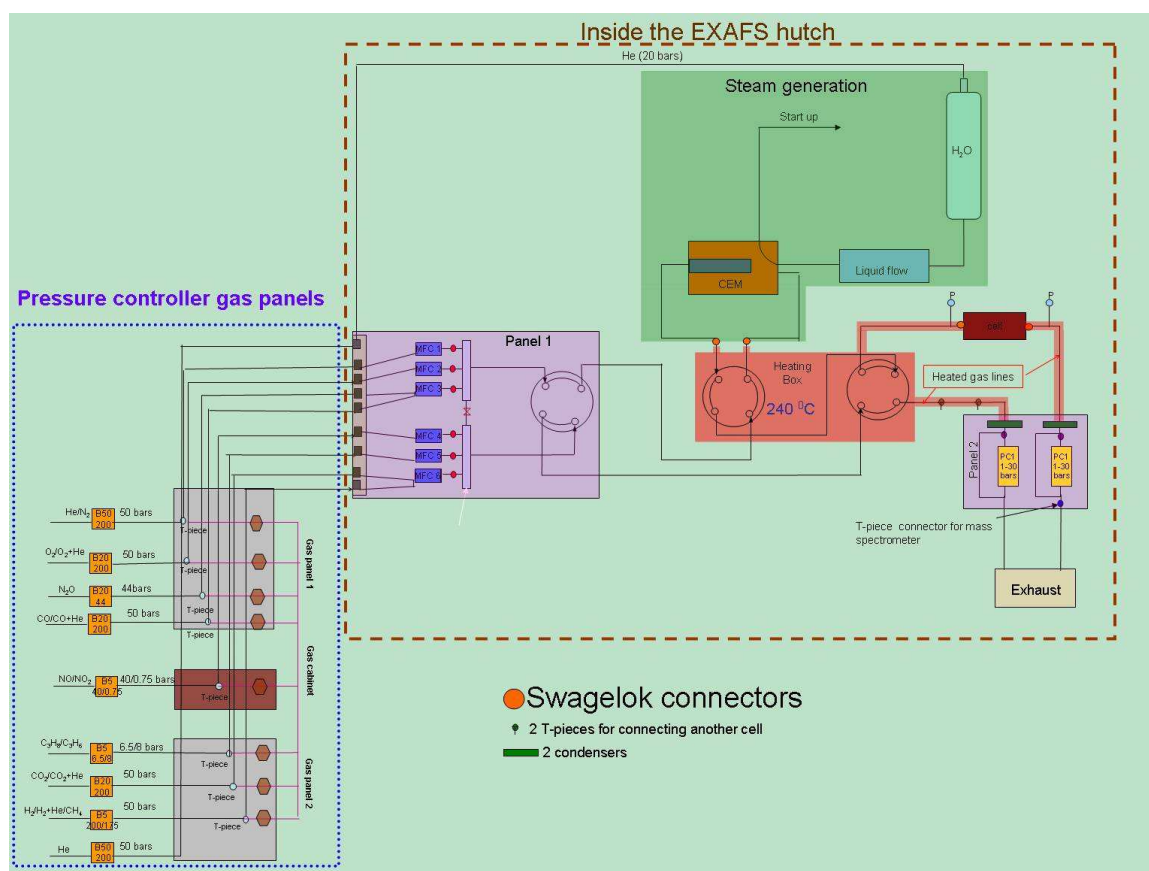 Inside the EXAFS hutch
He (20 bars)
Steam generation
Start up
H₂O
Liquid flow
CEM
Pressure controller gas panels
P
P
cell
Panel 1
MFC 1
MFC 2
MFC 3
MFC 4
MFC 5
MFC 6
Heating
Box
240 ⁰C
Heated gas lines
Panel 2
PC1
1-30
bars
PC1
1-30
bars
T-piece connector for mass
spectrometer
Exhaust
He/N₂
B50
200
50 bars
T-piece
O₂/O₂+He
B20
200
50 bars
T-piece
N₂O
B20
44
44bars
T-piece
CO/CO+He
B20
200
50 bars
T-piece
Gas panel 1
NO/NO₂
B5
40/0.75
40/0.75 bars
T-piece
Gas cabinet
C₃H₈/C₃H₆
B5
6.5/8
6.5/8 bars
T-piece
CO₂/CO₂+He
B20
200
50 bars
T-piece
H₂/H₂+He/CH₄
B5
200/175
50 bars
T-piece
Gas panel 2
He
B50
200
50 bars
Swagelok connectors
2 T-pieces for connecting another cell
2 condensers